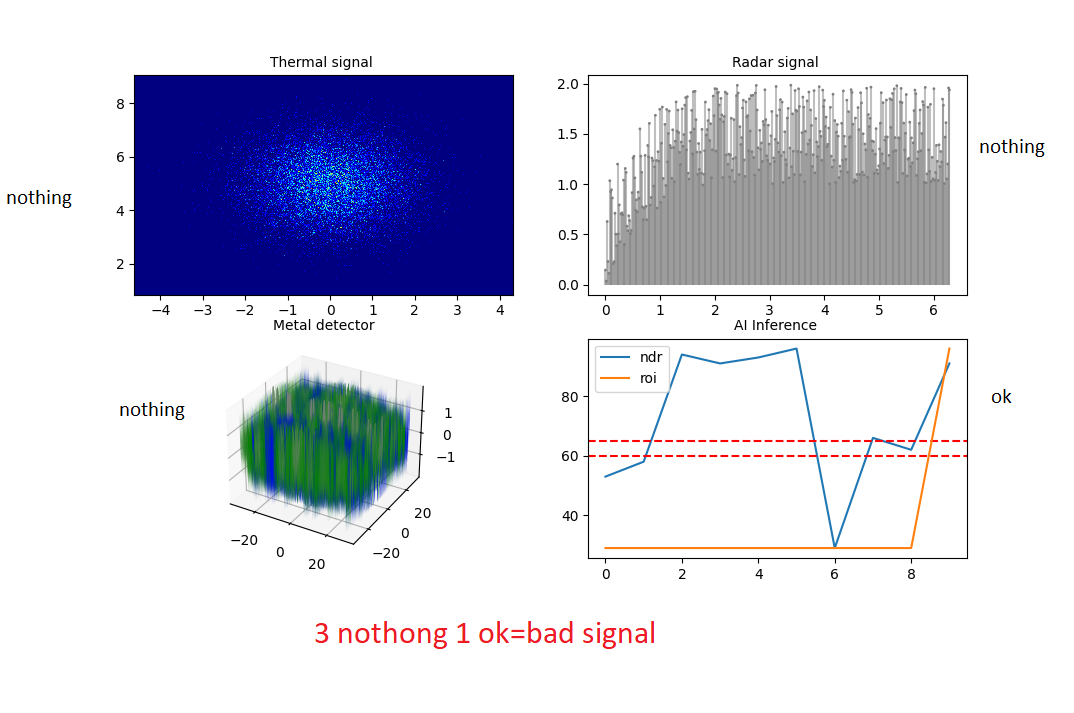 Thermal signal
8
6
4
2
−4 −3 −2 −1 0 1 2 3 4
nothing
Radar signal
2.0
1.5
1.0
0.5
0.0
0 1 2 3 4 5 6
nothing
Metal detector
nothing
1
0
−1
20
0
−20
−20
0
20
AI Inference
ndr
roi
80
60
40
0 2 4 6 8
ok
3 nothong 1 ok=bad signal